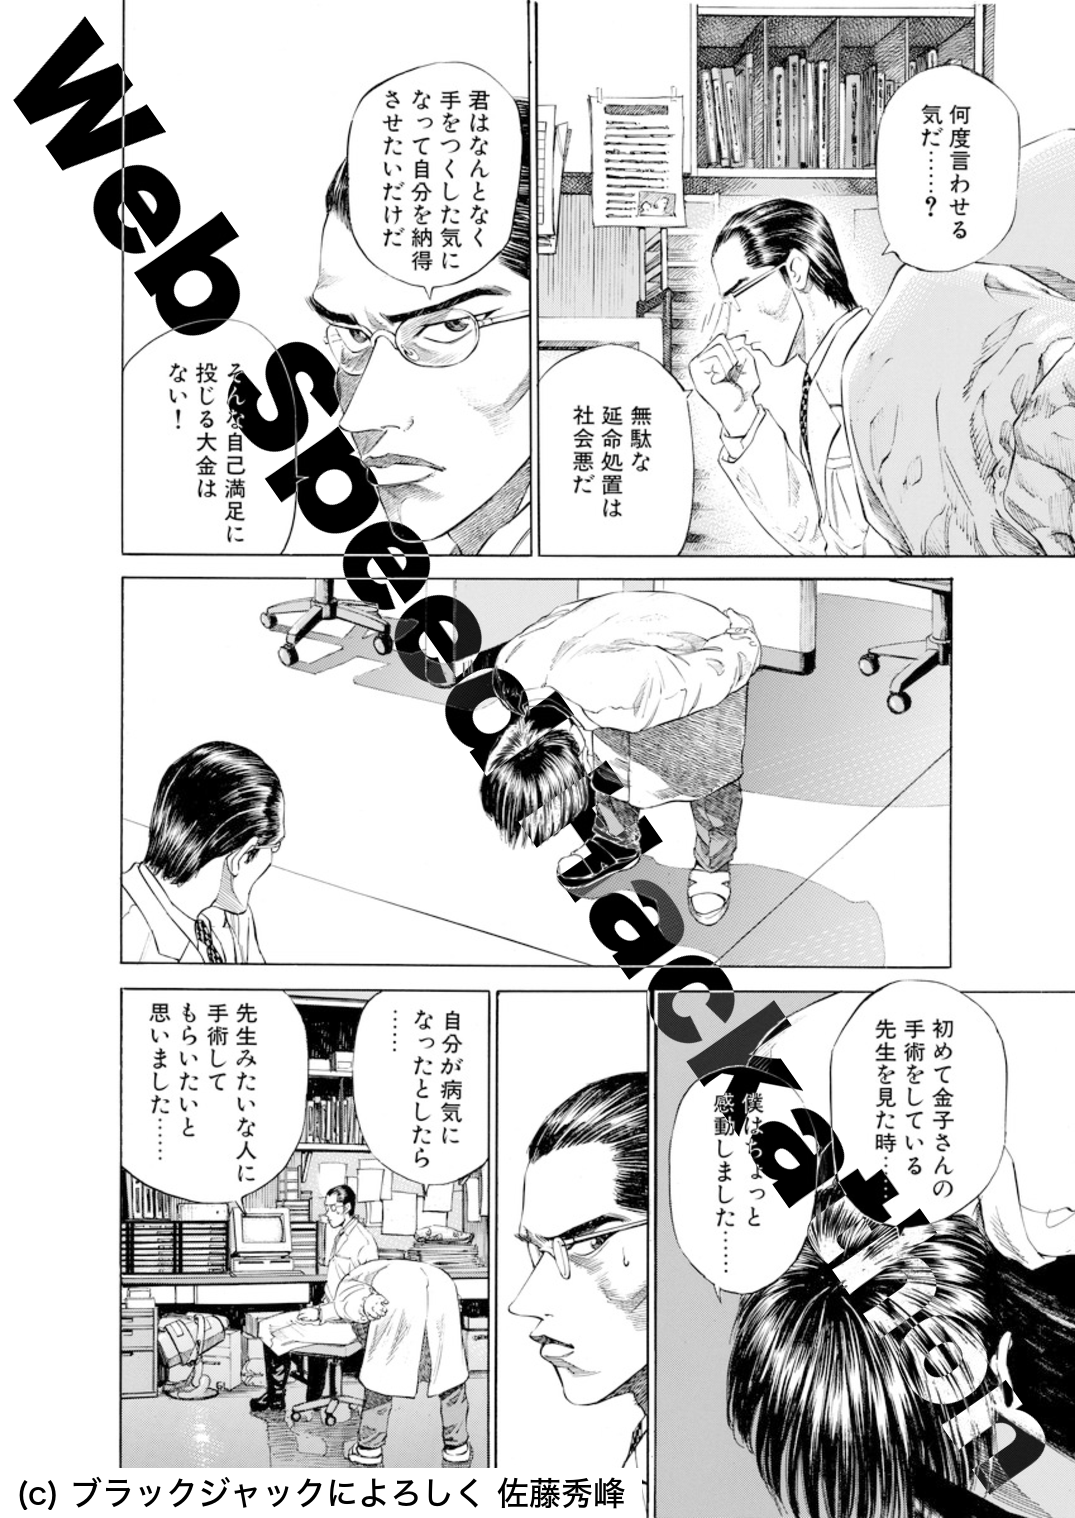 何度言わせる
気だ……？
無駄な
延命処置は
社会悪だ
君はなんとなく
手をつくした気に
なって自分を納得
させたいだけだ
そんな自己満足に
投じる大金は
ない！
初めて金子さんの
手術をしている
先生を見た時……
僕はちょっと
感動しました……
自分が病気に
なったとしたら
……
先生みたいな人に
手術して
もらいたいと
思いました……
(c) ブラックジャックによろしく 佐藤秀峰